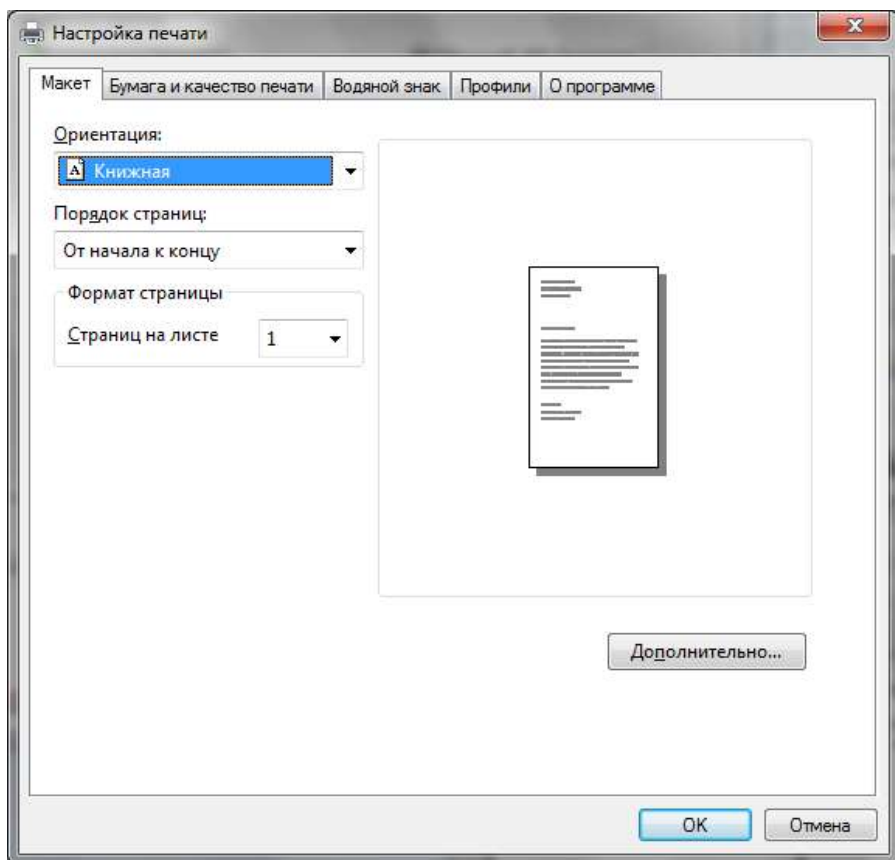 Настройка печати
Макет Бумага и качество печати Водяной знак Профили О программе
Ориентация:
A Книжная
Порядок страниц:
От начала к концу
Формат страницы
Страниц на листе 1
Дополнительно...
OK Отмена